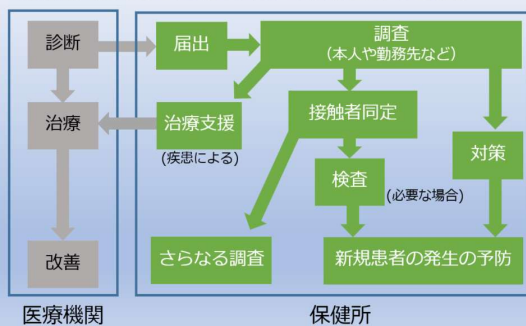 診断
届出
調査
(本人や勤務先など)
治療
治療支援
(疾患による)
接触者同定
対策
検査
(必要な場合)
改善
さらなる調査
新規患者の発生の予防
医療機関
保健所